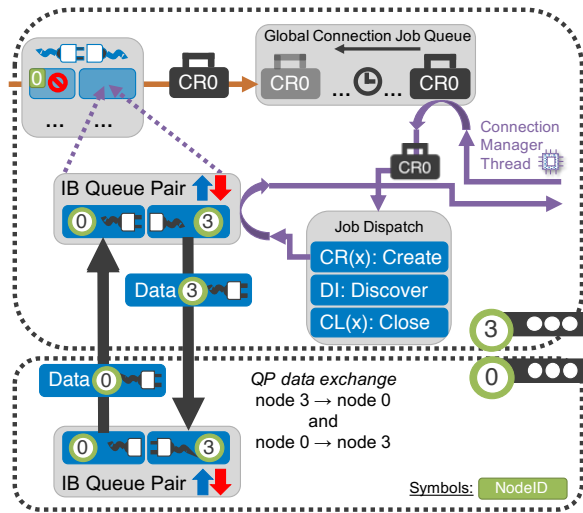 Global Connection Job Queue
0
CR0
CR0
... ...
CR0
... ...
Connection
Manager
Thread
CR0
IB Queue Pair
0
3
Job Dispatch
CR(x): Create
DI: Discover
CL(x): Close
Data 3
3
0
Data 0
QP data exchange
node 3 → node 0
and
node 0 → node 3
0
3
IB Queue Pair
Symbols: NodeID